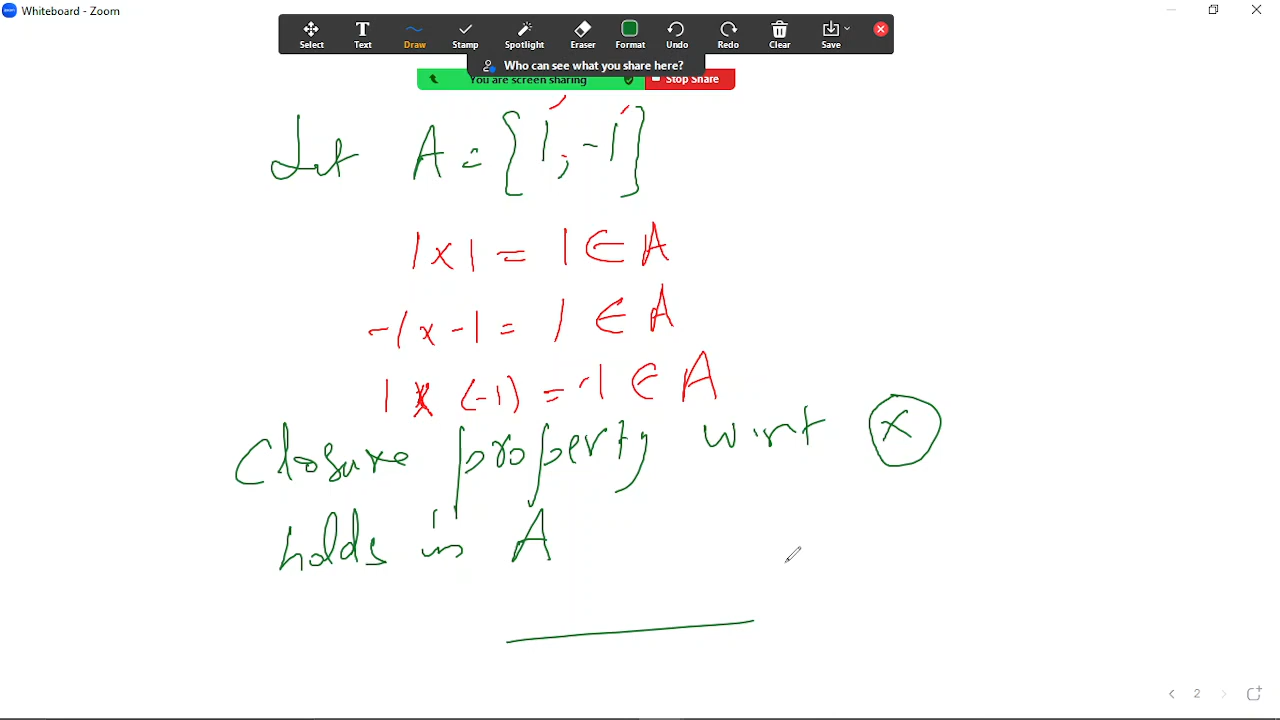 Whiteboard - Zoom
Select Text Draw Stamp Spotlight Eraser Format Undo Redo Clear Save
Who can see what you share here?
You are screen sharing Stop Share
Let A = {1, -1}
1 x 1 = 1 ∈ A
-1 x -1 = 1 ∈ A
1 x (-1) = -1 ∈ A
Closure property w.r.t x
holds in A
2